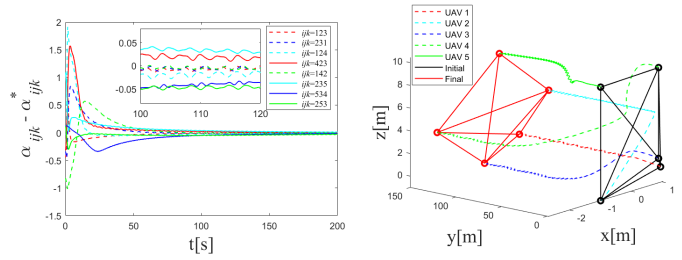 α ijk - α* ijk
2
1.5
1
0.5
0
-0.5
-1
-1.5
0 50 100 150 200
t[s]
0.05
0
-0.05
100 105 110 115 120
ijk=123
ijk=231
ijk=124
ijk=423
ijk=142
ijk=235
ijk=534
ijk=253
UAV 1
UAV 2
UAV 3
UAV 4
UAV 5
Initial
Final
z[m]
10
8
6
4
2
0
150 100 50 0
y[m]
-2 -1 0 1
x[m]